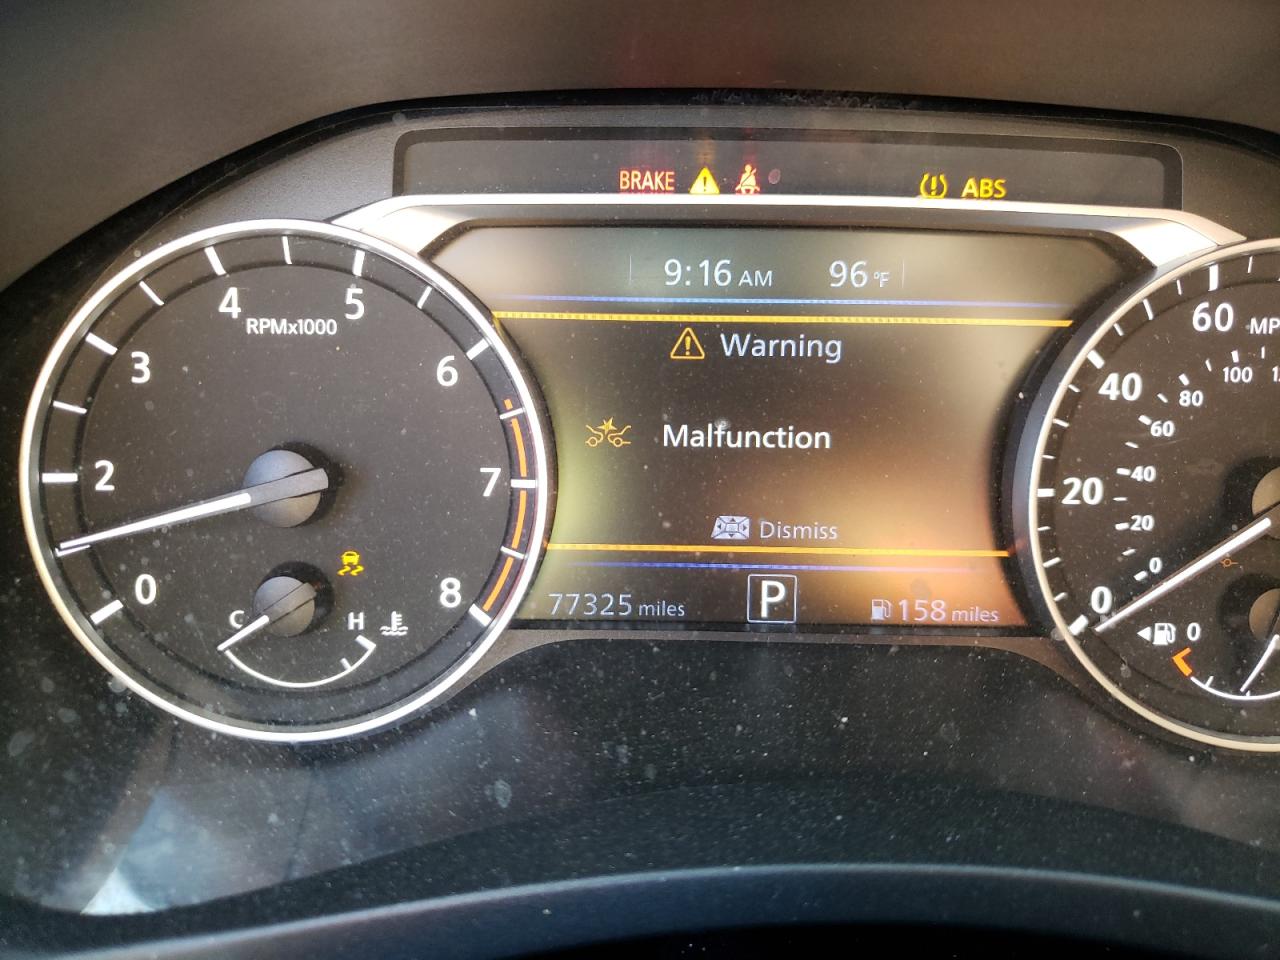 BRAKE
ABS
9:16 AM 96 °F
Warning
Malfunction
Dismiss
77325 miles P 158 miles
0 2 3 4 5 6 7 8
RPMx1000
C H
0 20 40 60 MP
0 20 40 60 80 100
0